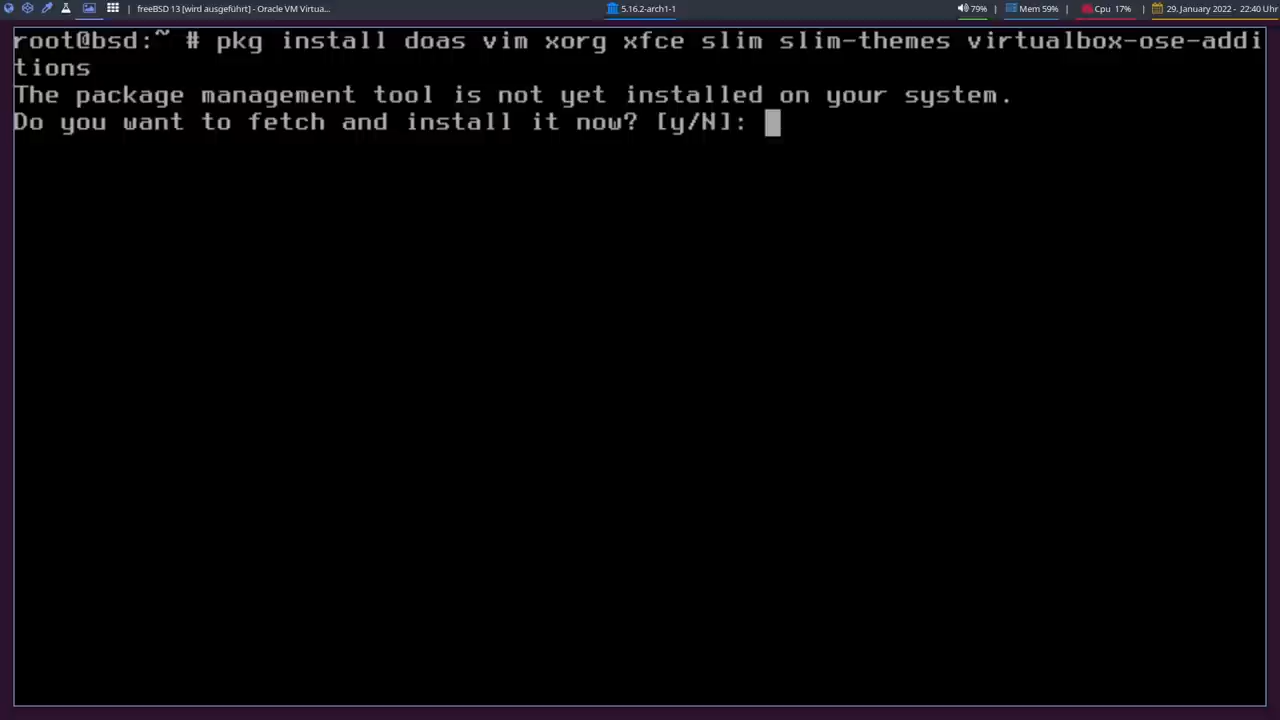 freeBSD 13 [wird ausgeführt] - Oracle VM Virtua...
5.16.2-arch1-1
79% | Mem 59% | Cpu 17% | 29. January 2022 - 22:40 Uhr
root@bsd:~ # pkg install doas vim xorg xfce slim slim-themes virtualbox-ose-addi
tions
The package management tool is not yet installed on your system.
Do you want to fetch and install it now? [y/N]: